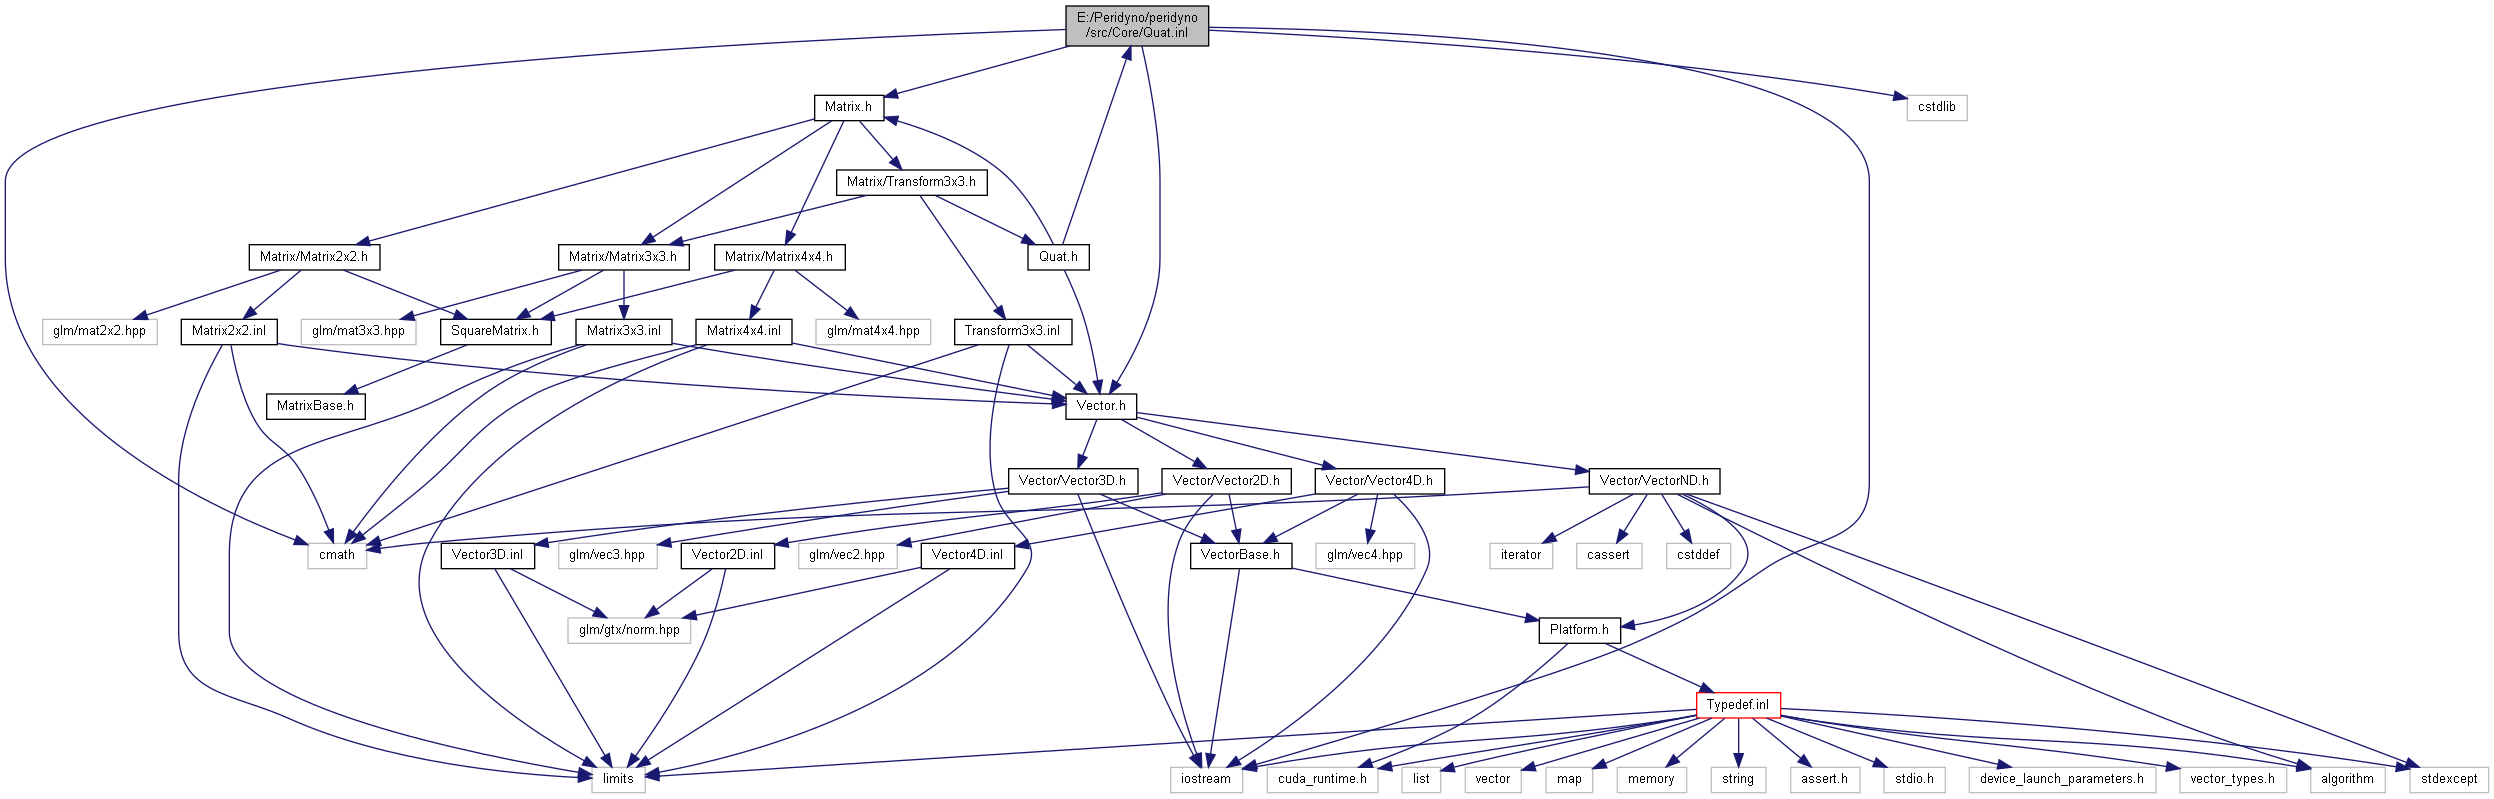 E:/Peridyno/peridyno
/src/Core/Quat.inl
Matrix.h
cstdlib
Matrix/Transform3x3.h
Matrix/Matrix2x2.h
Matrix/Matrix3x3.h
Matrix/Matrix4x4.h
Quat.h
glm/mat2x2.hpp
Matrix2x2.inl
glm/mat3x3.hpp
SquareMatrix.h
Matrix3x3.inl
Matrix4x4.inl
glm/mat4x4.hpp
Transform3x3.inl
MatrixBase.h
Vector.h
Vector/Vector3D.h
Vector/Vector2D.h
Vector/Vector4D.h
Vector/VectorND.h
cmath
Vector3D.inl
glm/vec3.hpp
Vector2D.inl
glm/vec2.hpp
Vector4D.inl
VectorBase.h
glm/vec4.hpp
iterator
cassert
cstddef
glm/gtx/norm.hpp
Platform.h
Typedef.inl
limits
iostream
cuda_runtime.h
list
vector
map
memory
string
assert.h
stdio.h
device_launch_parameters.h
vector_types.h
algorithm
stdexcept